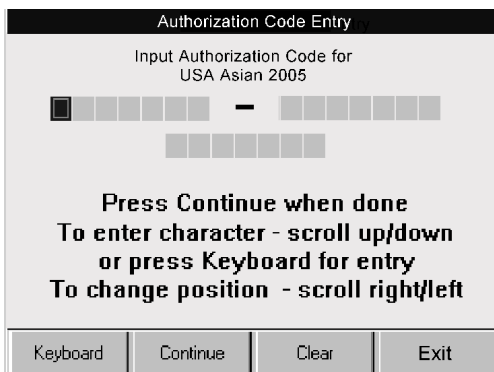 Authorization Code Entry
Input Authorization Code for
USA Asian 2005
-
Press Continue when done
To enter character - scroll up/down
or press Keyboard for entry
To change position - scroll right/left
Keyboard Continue Clear Exit